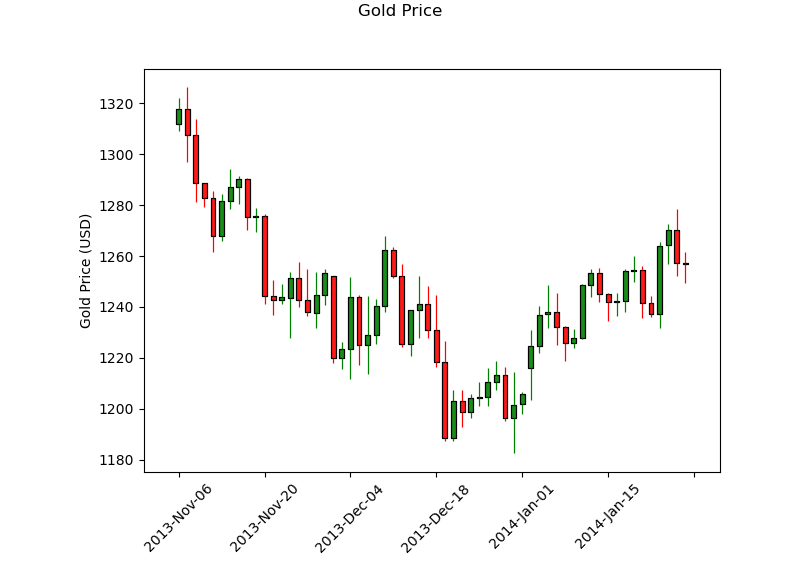 Gold Price
Gold Price (USD)
1320
1300
1280
1260
1240
1220
1200
1180
2013-Nov-06
2013-Nov-20
2013-Dec-04
2013-Dec-18
2014-Jan-01
2014-Jan-15